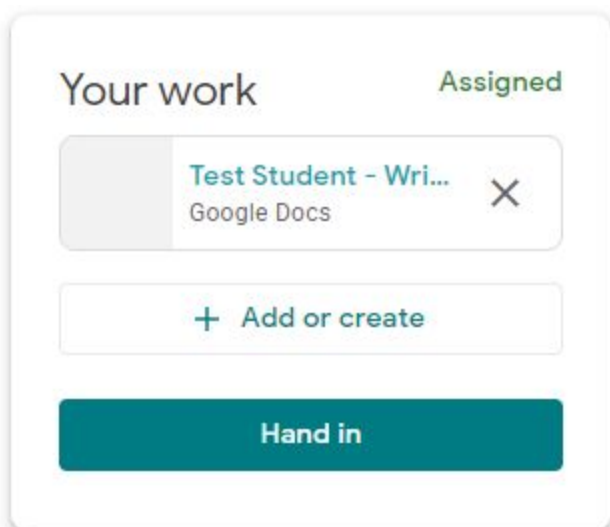 Your work
Assigned
Test Student - Wri...
Google Docs
+ Add or create
Hand in